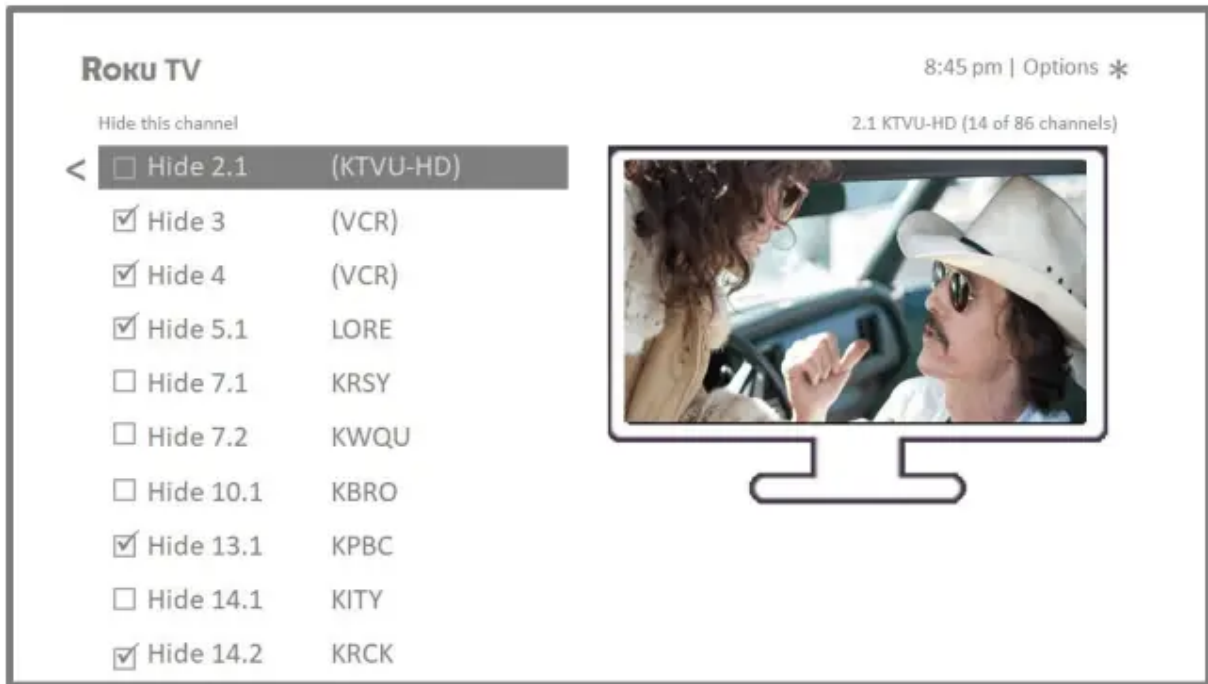 ROKU TV
8:45 pm | Options *
Hide this channel
2.1 KTVU-HD (14 of 86 channels)
< Hide 2.1 (KTVU-HD)
Hide 3 (VCR)
Hide 4 (VCR)
Hide 5.1 LORE
Hide 7.1 KRSY
Hide 7.2 KWQU
Hide 10.1 KBRO
Hide 13.1 KPBC
Hide 14.1 KITY
Hide 14.2 KRCK